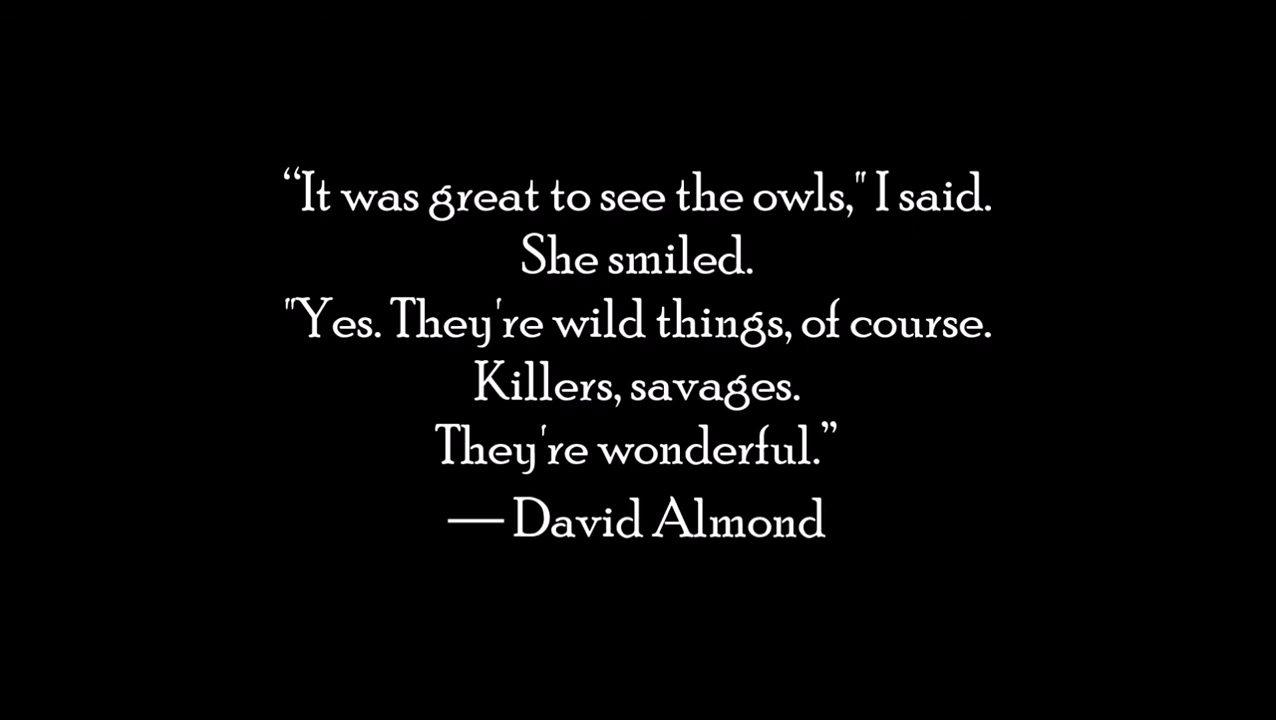 “It was great to see the owls," I said.
She smiled.
"Yes. They're wild things, of course.
Killers, savages.
They're wonderful.”
— David Almond